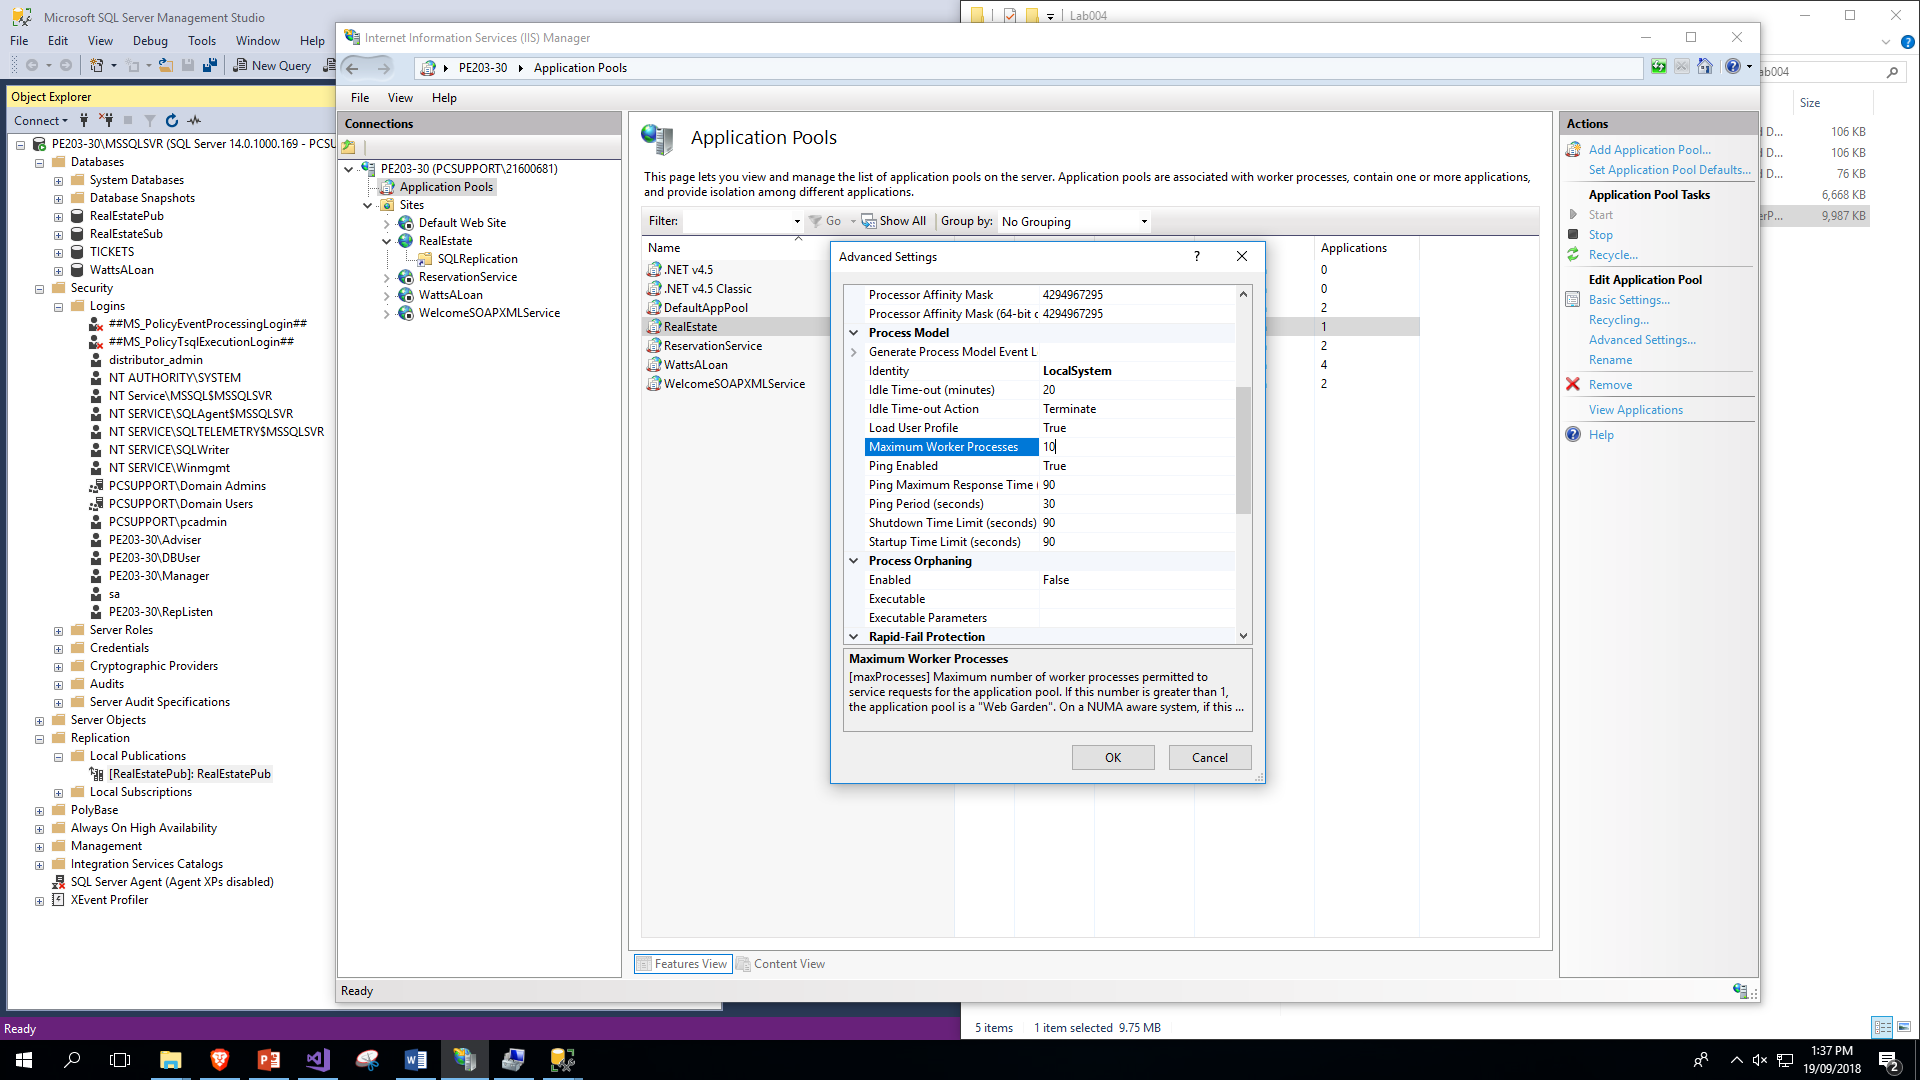 Microsoft SQL Server Management Studio
File Edit View Debug Tools Window Help
New Query
Object Explorer
Connect
PE203-30\MSSQLSVR (SQL Server 14.0.1000.169 - PCSU
Databases
System Databases
Database Snapshots
RealEstatePub
RealEstateSub
TICKETS
WattsALoan
Security
Logins
##MS_PolicyEventProcessingLogin##
##MS_PolicyTsqlExecutionLogin##
distributor_admin
NT AUTHORITY\SYSTEM
NT Service\MSSQL$MSSQLSVR
NT SERVICE\SQLAgent$MSSQLSVR
NT SERVICE\SQLTELEMETRY$MSSQLSVR
NT SERVICE\SQLWriter
NT SERVICE\Winmgmt
PCSUPPORT\Domain Admins
PCSUPPORT\Domain Users
PCSUPPORT\pcadmin
PE203-30\Adviser
PE203-30\DBUser
PE203-30\Manager
sa
PE203-30\RepListen
Server Roles
Credentials
Cryptographic Providers
Audits
Server Audit Specifications
Server Objects
Replication
Local Publications
[RealEstatePub]: RealEstatePub
Local Subscriptions
PolyBase
Always On High Availability
Management
Integration Services Catalogs
SQL Server Agent (Agent XPs disabled)
XEvent Profiler
Ready
Internet Information Services (IIS) Manager
PE203-30 Application Pools
File View Help
Connections
PE203-30 (PCSUPPORT\21600681)
Application Pools
Sites
Default Web Site
RealEstate
SQLReplication
ReservationService
WattsALoan
WelcomeSOAPXMLService
Application Pools
This page lets you view and manage the list of application pools on the server. Application pools are associated with worker processes, contain one or more applications,
and provide isolation among different applications.
Filter: Go Show All Group by: No Grouping
Name Applications
.NET v4.5 0
.NET v4.5 Classic 0
DefaultAppPool 2
RealEstate 1
ReservationService 2
WattsALoan 4
WelcomeSOAPXMLService 2
Advanced Settings ?
Processor Affinity Mask 4294967295
Processor Affinity Mask (64-bit c 4294967295
Process Model
Generate Process Model Event L
Identity LocalSystem
Idle Time-out (minutes) 20
Idle Time-out Action Terminate
Load User Profile True
Maximum Worker Processes 10
Ping Enabled True
Ping Maximum Response Time ( 90
Ping Period (seconds) 30
Shutdown Time Limit (seconds) 90
Startup Time Limit (seconds) 90
Process Orphaning
Enabled False
Executable
Executable Parameters
Rapid-Fail Protection
Maximum Worker Processes
[maxProcesses] Maximum number of worker processes permitted to
service requests for the application pool. If this number is greater than 1,
the application pool is a "Web Garden". On a NUMA aware system, if this ...
OK Cancel
Features View Content View
Ready
Actions
Add Application Pool...
Set Application Pool Defaults...
Application Pool Tasks
Start
Stop
Recycle...
Edit Application Pool
Basic Settings...
Recycling...
Advanced Settings...
Rename
Remove
View Applications
Help
Lab004
ab004
Size
D... 106 KB
D... 106 KB
D... 76 KB
6,668 KB
rP... 9,987 KB
5 items 1 item selected 9.75 MB
1:37 PM
19/09/2018
2